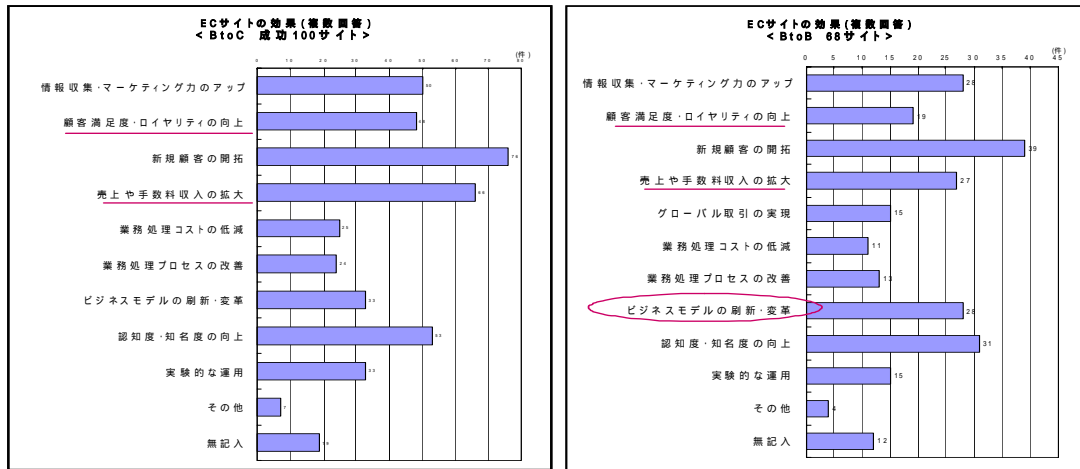 ECサイトの効果(複数回答)
< BtoC 成功100サイト>
(件)
0 10 20 30 40 50 60 70 80
情報収集・マーケティング力のアップ 50
顧客満足度・ロイヤリティの向上 48
新規顧客の開拓 76
売上や手数料収入の拡大 66
業務処理コストの低減 25
業務処理プロセスの改善 24
ビジネスモデルの刷新・変革 33
認知度・知名度の向上 53
実験的な運用 33
その他 7
無記入 19
ECサイトの効果(複数回答)
< BtoB 68サイト>
(件)
0 5 10 15 20 25 30 35 40 45
情報収集・マーケティング力のアップ 28
顧客満足度・ロイヤリティの向上 19
新規顧客の開拓 39
売上や手数料収入の拡大 27
グローバル取引の実現 15
業務処理コストの低減 11
業務処理プロセスの改善 13
ビジネスモデルの刷新・変革 28
認知度・知名度の向上 31
実験的な運用 15
その他 4
無記入 12